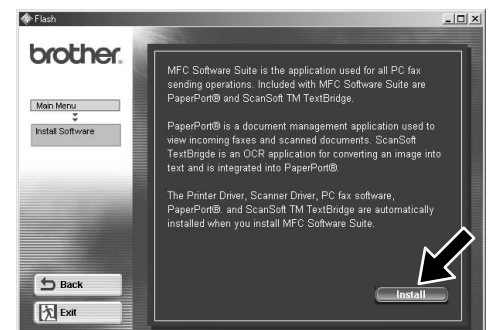 Flash
brother.
Main Menu
Install Software
MFC Software Suite is the application used for all PC fax
sending operations. Included with MFC Software Suite are
PaperPort® and ScanSoft TM TextBridge.
PaperPort® is a document management application used to
view incoming faxes and scanned documents. ScanSoft
TextBrigde is an OCR application for converting an image into
text and is integrated into PaperPort®.
The Printer Driver, Scanner Driver, PC fax software,
PaperPort®. and ScanSoft TM TextBridge are automatically
installed when you install MFC Software Suite.
Install
Back
Exit